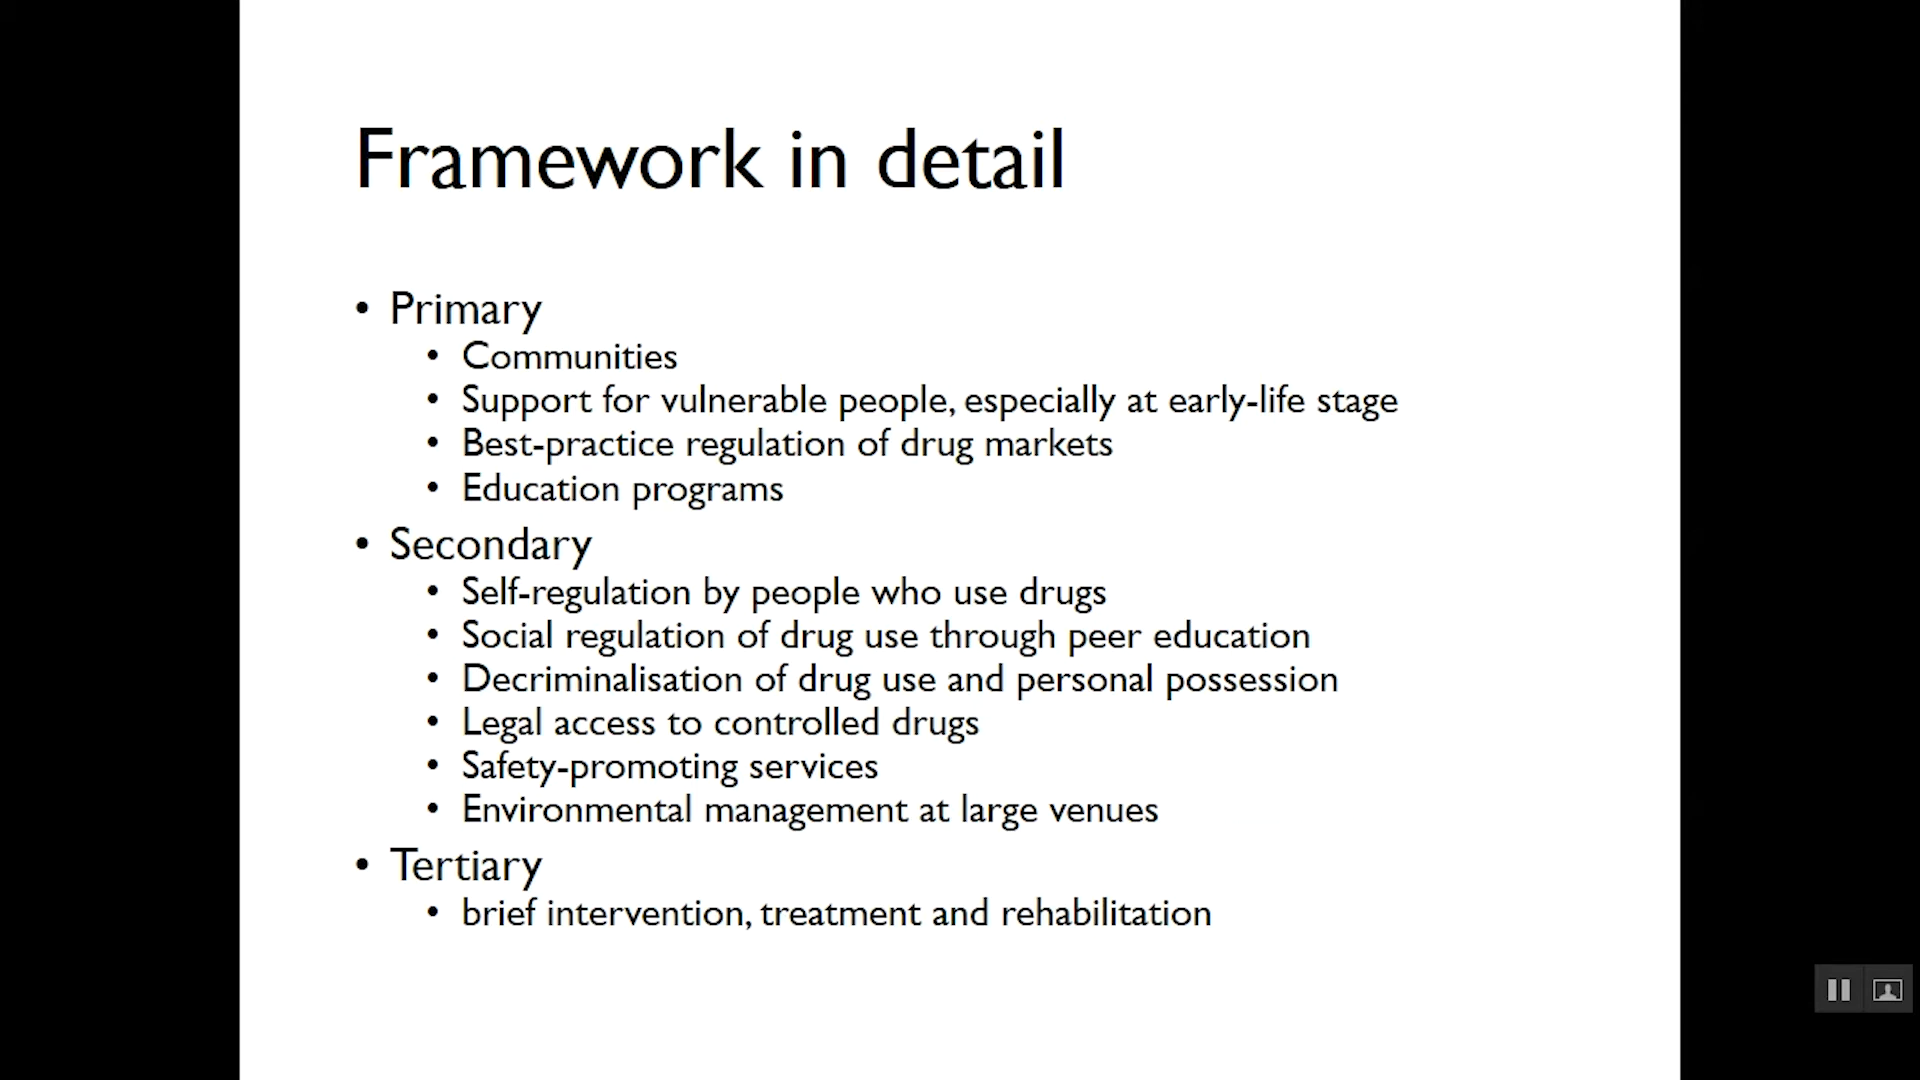 Framework in detail
• Primary
• Communities
• Support for vulnerable people, especially at early-life stage
• Best-practice regulation of drug markets
• Education programs
• Secondary
• Self-regulation by people who use drugs
• Social regulation of drug use through peer education
• Decriminalisation of drug use and personal possession
• Legal access to controlled drugs
• Safety-promoting services
• Environmental management at large venues
• Tertiary
• brief intervention, treatment and rehabilitation